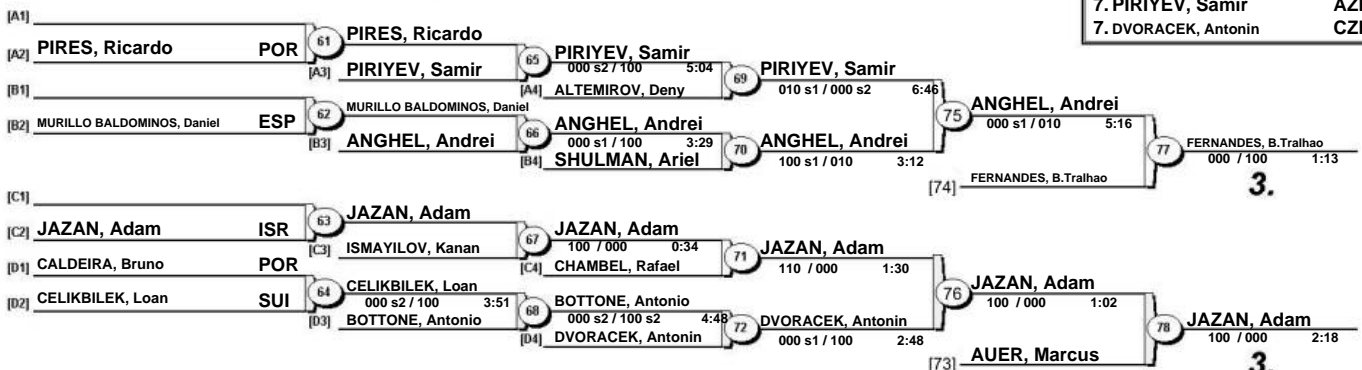 7. PIRIYEV, Samir
7. DVORACEK, Antonin CZE
[A1]
[A2] PIRES, Ricardo POR
61
PIRES, Ricardo
[A3] PIRIYEV, Samir
65
PIRIYEV, Samir
000 s2 / 100 5:04
[A4] ALTEMIROV, Deny
69
PIRIYEV, Samir
010 s1 / 000 s2 6:46
[B1]
[B2] MURILLO BALDOMINOS, Daniel ESP
62
MURILLO BALDOMINOS, Daniel
[B3] ANGHEL, Andrei
66
ANGHEL, Andrei
000 s1 / 100 3:29
[B4] SHULMAN, Ariel
70
ANGHEL, Andrei
100 s1 / 010 3:12
75
ANGHEL, Andrei
000 s1 / 010 5:16
[74] FERNANDES, B.Tralhao
77
FERNANDES, B.Tralhao
000 / 100 1:13
3.
[C1]
[C2] JAZAN, Adam ISR
63
JAZAN, Adam
[C3] ISMAYILOV, Kanan
67
JAZAN, Adam
100 / 000 0:34
[C4] CHAMBEL, Rafael
71
JAZAN, Adam
110 / 000 1:30
[D1] CALDEIRA, Bruno POR
[D2] CELIKBILEK, Loan SUI
64
CELIKBILEK, Loan
000 s2 / 100 3:51
[D3] BOTTONE, Antonio
68
BOTTONE, Antonio
000 s2 / 100 s2 4:48
[D4] DVORACEK, Antonin
72
DVORACEK, Antonin
000 s1 / 100 2:48
76
JAZAN, Adam
100 / 000 1:02
[73] AUER, Marcus
78
JAZAN, Adam
100 / 000 2:18
3.